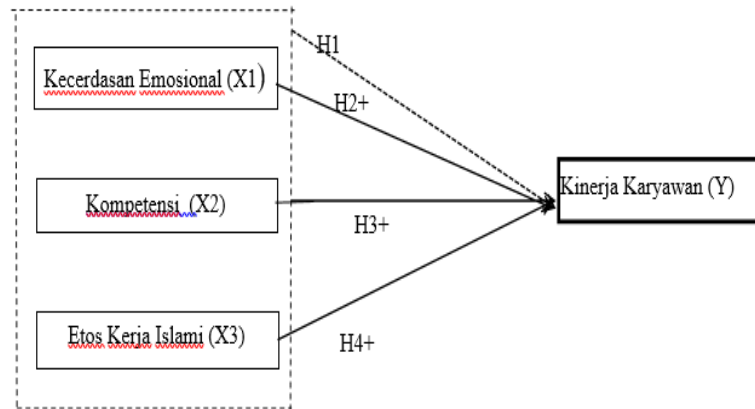 H1
Kecerdasan Emosional (X1)
H2+
Kinerja Karyawan (Y)
Kompetensi (X2)
H3+
Etos Kerja Islami (X3)
H4+